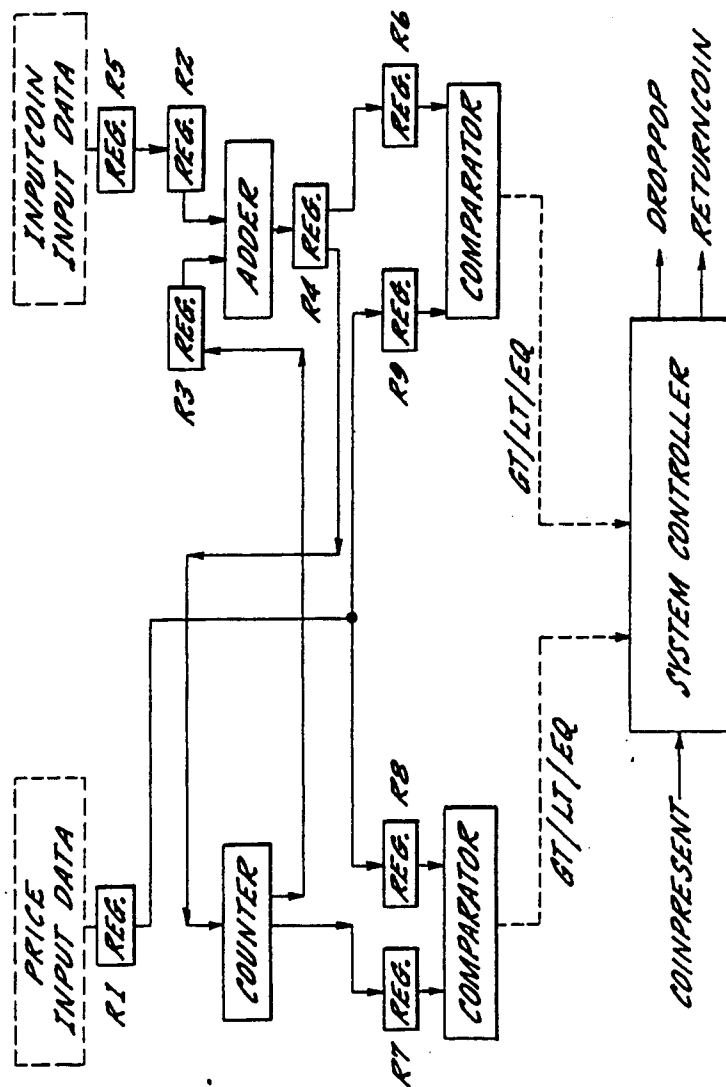 PRICE
INPUT DATA
REG.
R1
INPUTCOIN
INPUT DATA
REG.
R5
REG.
R2
R3
REG.
ADDER
REG.
R4
COUNTER
REG.
R7
REG.
R8
COMPARATOR
REG.
R9
REG.
R6
COMPARATOR
GT/LT/EQ
GT/LT/EQ
COINPRESENT
SYSTEM CONTROLLER
DROPPOP
RETURNCOIN